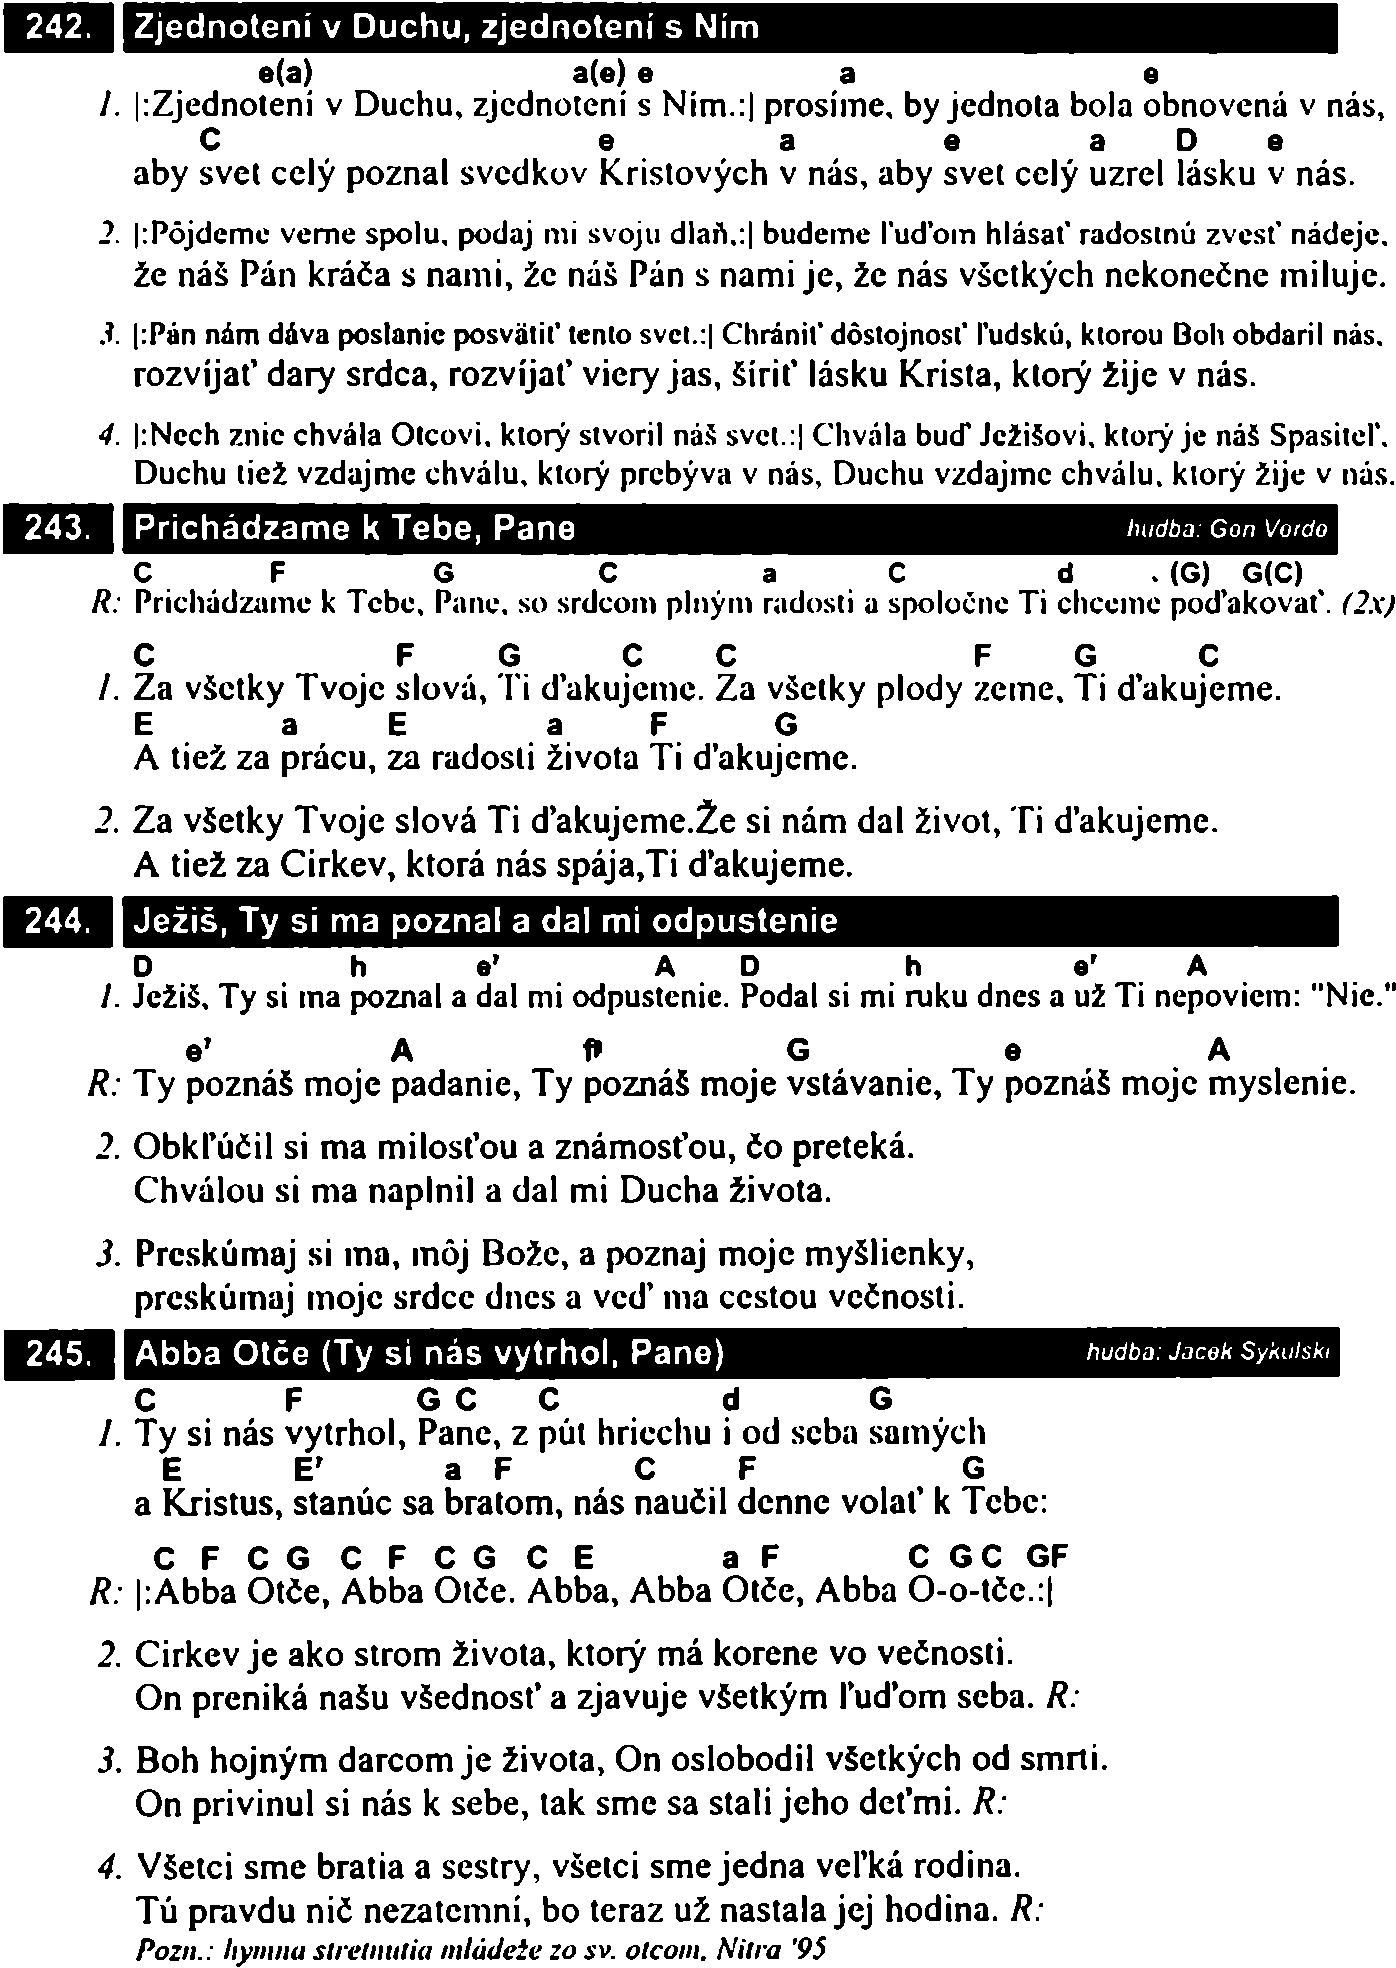 242. Zjednotení v Duchu, zjednotení s Ním
e(a) a(e) e a e
1. |:Zjednotení v Duchu, zjednotení s Ním.:| prosíme, by jednota bola obnovená v nás,
C e a e a D e
aby svet celý poznal svedkov Kristových v nás, aby svet celý uzrel lásku v nás.
2. |:Pôjdeme verne spolu, podaj mi svoju dlaň.:| budeme ľuďom hlásať radostnú zvesť nádeje,
že náš Pán kráča s nami, že náš Pán s nami je, že nás všetkých nekonečne miluje.
3. |:Pán nám dáva poslanie posvätiť tento svet.:| Chrániť dôstojnosť ľudskú, ktorou Boh obdaril nás,
rozvíjať dary srdca, rozvíjať viery jas, šíriť lásku Krista, ktorý žije v nás.
4. |:Nech znie chvála Otcovi, ktorý stvoril náš svet.:| Chvála buď Ježišovi, ktorý je náš Spasiteľ.
Duchu tiež vzdajme chválu, ktorý prebýva v nás, Duchu vzdajme chválu, ktorý žije v nás.
243. Prichádzame k Tebe, Pane hudba: Gen Verde
C F G C a C d . (G) G(C)
R: Prichádzame k Tebe, Pane, so srdcom plným radosti a spoločne Ti chceme poďakovať. (2x)
C F G C C F G C
1. Za všetky Tvoje slová, Ti ďakujeme. Za všetky plody zeme, Ti ďakujeme.
E a E a F G
A tiež za prácu, za radosti života Ti ďakujeme.
2. Za všetky Tvoje slová Ti ďakujeme.Že si nám dal život, Ti ďakujeme.
A tiež za Cirkev, ktorá nás spája,Ti ďakujeme.
244. Ježiš, Ty si ma poznal a dal mi odpustenie
D h e7 A D h e7 A
1. Ježiš, Ty si ma poznal a dal mi odpustenie. Podal si mi ruku dnes a už Ti nepoviem: "Nie."
e7 A G e A
R: Ty poznáš moje padanie, Ty poznáš moje vstávanie, Ty poznáš moje myslenie.
2. Obkľúčil si ma milosťou a známosťou, čo preteká.
Chválou si ma naplnil a dal mi Ducha života.
3. Preskúmaj si ma, môj Bože, a poznaj moje myšlienky,
preskúmaj moje srdce dnes a veď ma cestou večnosti.
245. Abba Otče (Ty si nás vytrhol, Pane) hudba: Jacek Sykulski
C F G C C d G
1. Ty si nás vytrhol, Pane, z pút hriechu i od seba samých
E E7 a F C F G
a Kristus, stanúc sa bratom, nás naučil denne volať k Tebe:
C F C G C F C G C E a F C G C G F
R: |:Abba Otče, Abba Otče. Abba, Abba Otče, Abba O-o-tče.:|
2. Cirkev je ako strom života, ktorý má korene vo večnosti.
On preniká našu všednosť a zjavuje všetkým ľuďom seba. R:
3. Boh hojným darcom je života, On oslobodil všetkých od smrti.
On privinul si nás k sebe, tak sme sa stali jeho deťmi. R:
4. Všetci sme bratia a sestry, všetci sme jedna veľká rodina.
Tú pravdu nič nezatemní, bo teraz už nastala jej hodina. R:
Pozn.: hymna stretnutia mládeže zo sv. otcom, Nitra '95